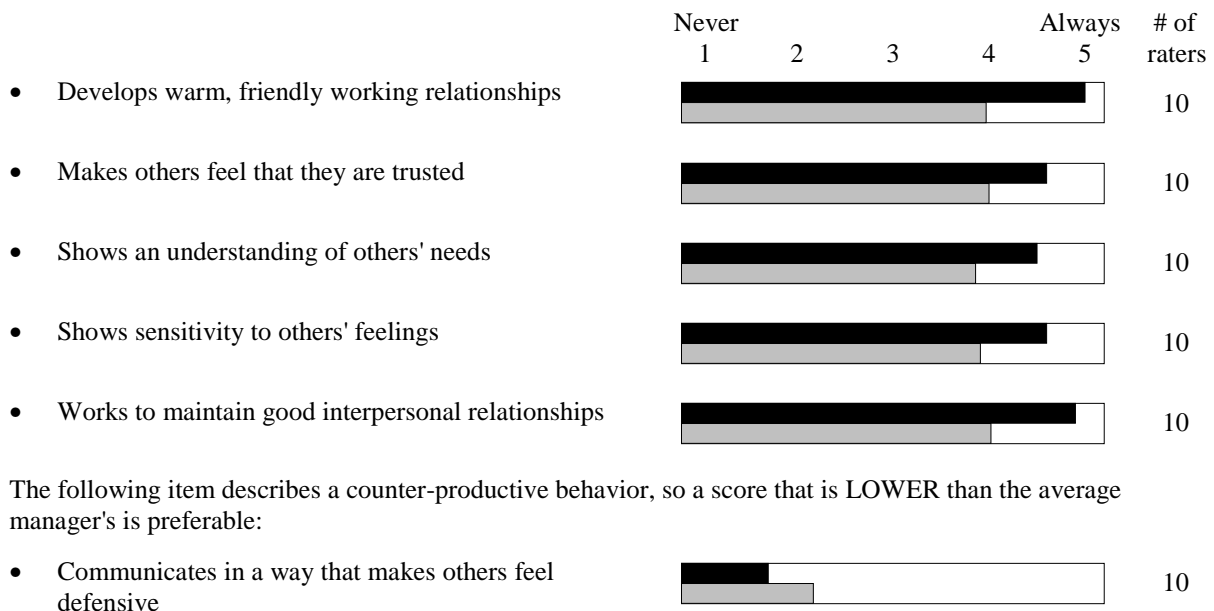 Never Always # of
1 2 3 4 5 raters
• Develops warm, friendly working relationships 10
• Makes others feel that they are trusted 10
• Shows an understanding of others' needs 10
• Shows sensitivity to others' feelings 10
• Works to maintain good interpersonal relationships 10
The following item describes a counter-productive behavior, so a score that is LOWER than the average
manager's is preferable:
• Communicates in a way that makes others feel 10
defensive